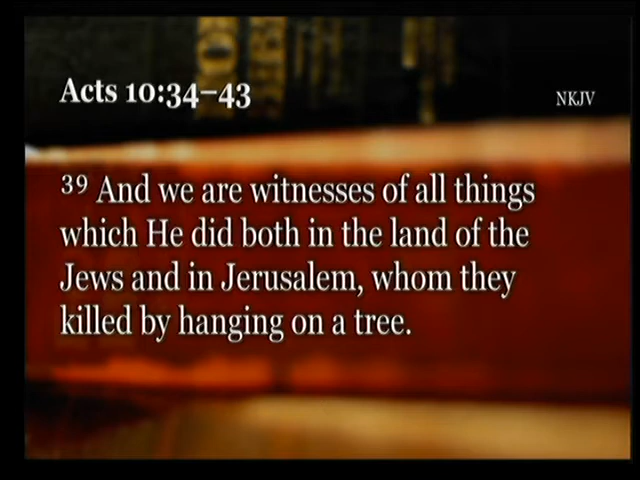 Acts 10:34–43
NKJV
39 And we are witnesses of all things
which He did both in the land of the
Jews and in Jerusalem, whom they
killed by hanging on a tree.